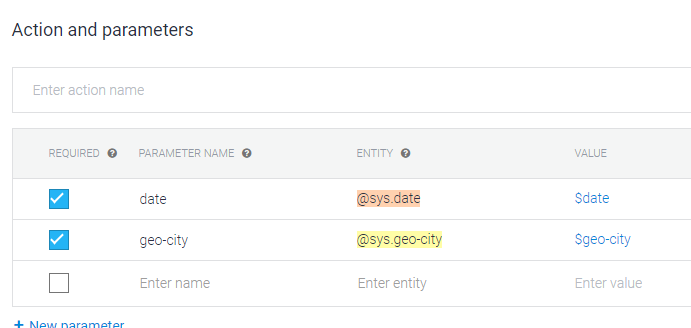 Action and parameters
Enter action name
REQUIRED ? PARAMETER NAME ? ENTITY ? VALUE
date @sys.date $date
geo-city @sys.geo-city $geo-city
Enter name Enter entity Enter value
+ New parameter